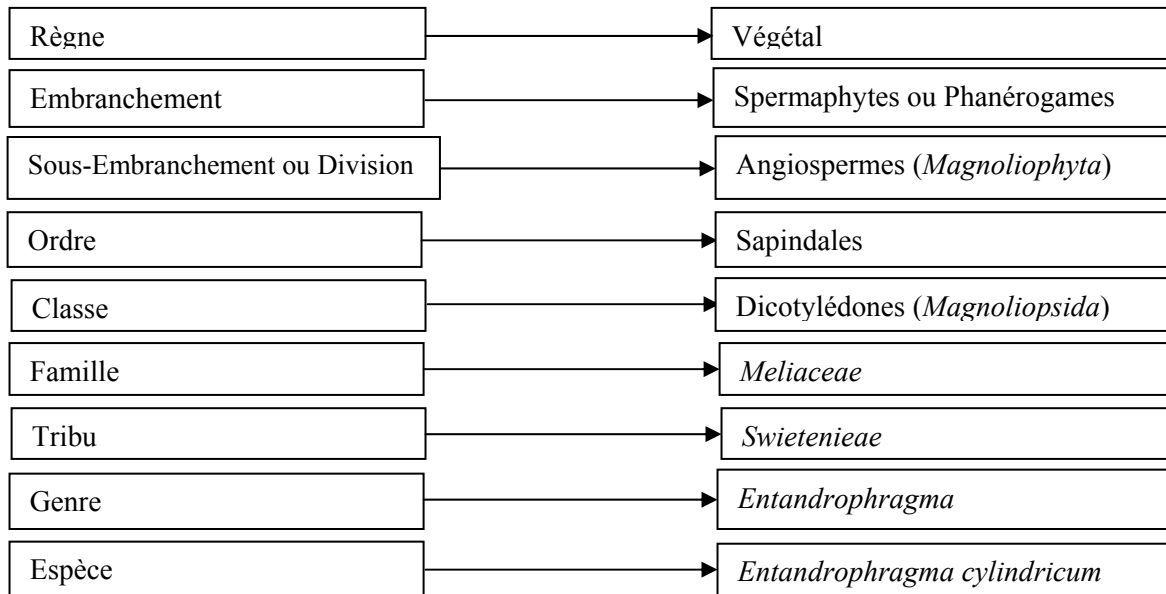 Règne Végétal
Embranchement Spermaphytes ou Phanérogames
Sous-Embranchement ou Division Angiospermes (Magnoliophyta)
Ordre Sapindales
Classe Dicotylédones (Magnoliopsida)
Famille Meliaceae
Tribu Swietenieae
Genre Entandrophragma
Espèce Entandrophragma cylindricum